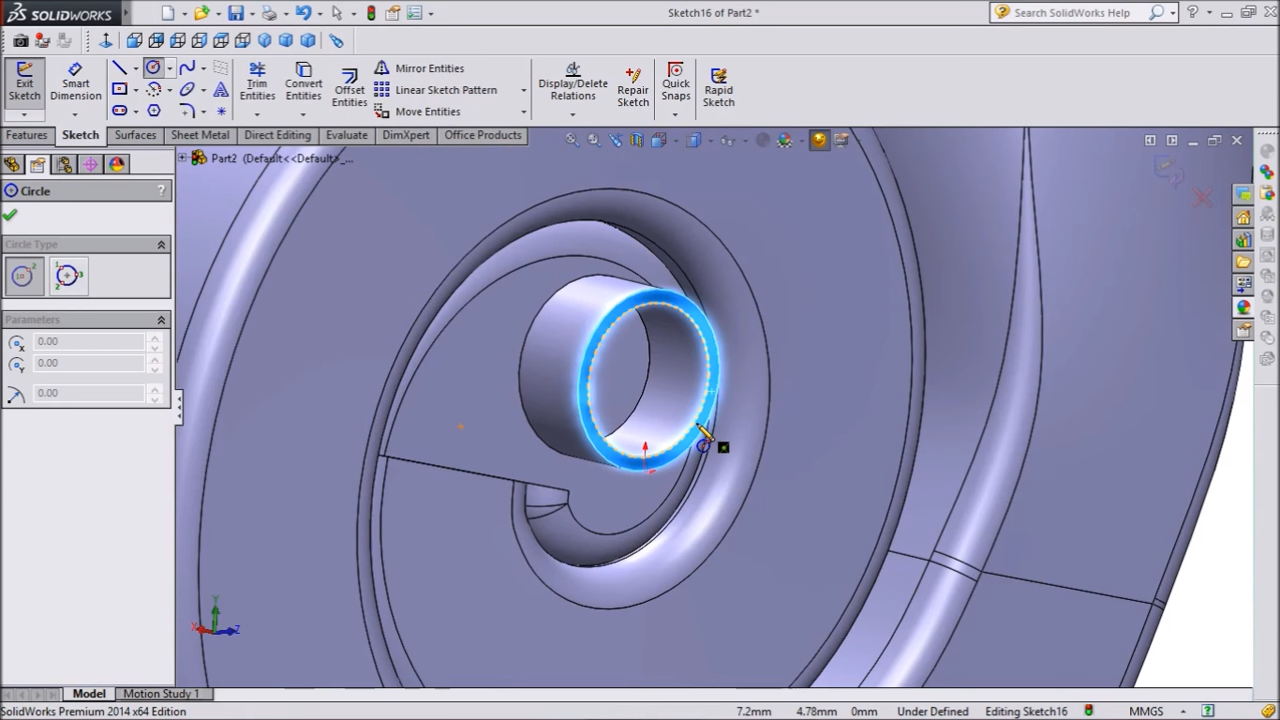 SOLIDWORKS
Sketch16 of Part2 *
Search SolidWorks Help
Exit Sketch
Smart Dimension
Trim Entities
Convert Entities
Offset Entities
Mirror Entities
Linear Sketch Pattern
Move Entities
Display/Delete Relations
Repair Sketch
Quick Snaps
Rapid Sketch
Features
Sketch
Surfaces
Sheet Metal
Direct Editing
Evaluate
DimXpert
Office Products
Part2 (Default<<Default>_...
Circle
?
Circle Type
Parameters
0.00
0.00
0.00
Y
X
Z
Model
Motion Study 1
SolidWorks Premium 2014 x64 Edition
7.2mm
4.78mm
0mm
Under Defined
Editing Sketch16
MMGS